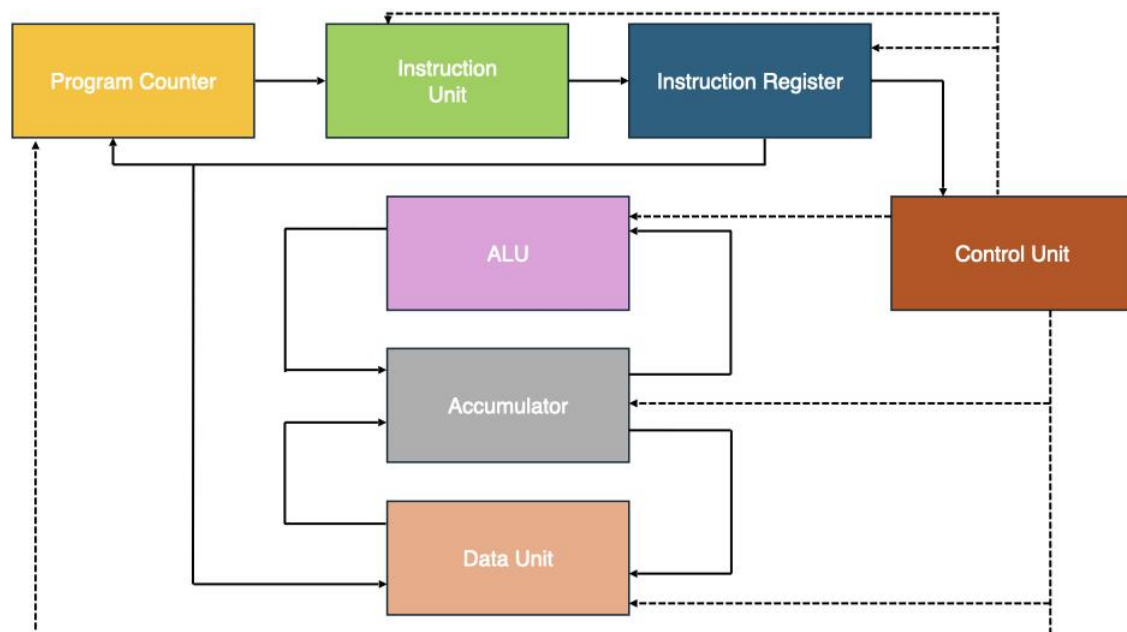 Program Counter
Instruction
Unit
Instruction Register
ALU
Control Unit
Accumulator
Data Unit